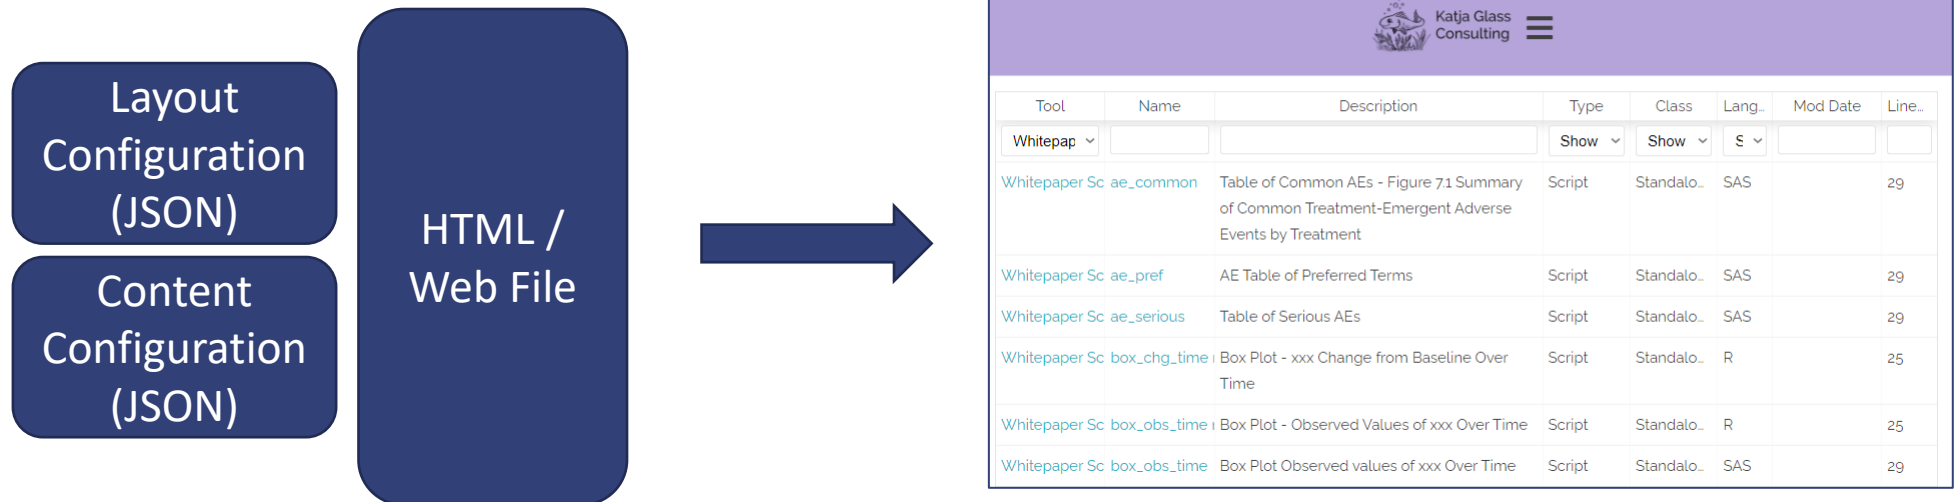 Layout
Configuration
(JSON)
Content
Configuration
(JSON)
HTML /
Web File
Katja Glass
Consulting
Tool Name Description Type Class Lang... Mod Date Line...
Whitepap Show Show S
Whitepaper Sc ae_common Table of Common AEs - Figure 7.1 Summary Script Standalo... SAS 29
of Common Treatment-Emergent Adverse
Events by Treatment
Whitepaper Sc ae_pref AE Table of Preferred Terms Script Standalo... SAS 29
Whitepaper Sc ae_serious Table of Serious AEs Script Standalo... SAS 29
Whitepaper Sc box_chg_time Box Plot - xxx Change from Baseline Over Script Standalo... R 25
Time
Whitepaper Sc box_obs_time Box Plot - Observed Values of xxx Over Time Script Standalo... R 25
Whitepaper Sc box_obs_time Box Plot Observed values of xxx Over Time Script Standalo... SAS 29